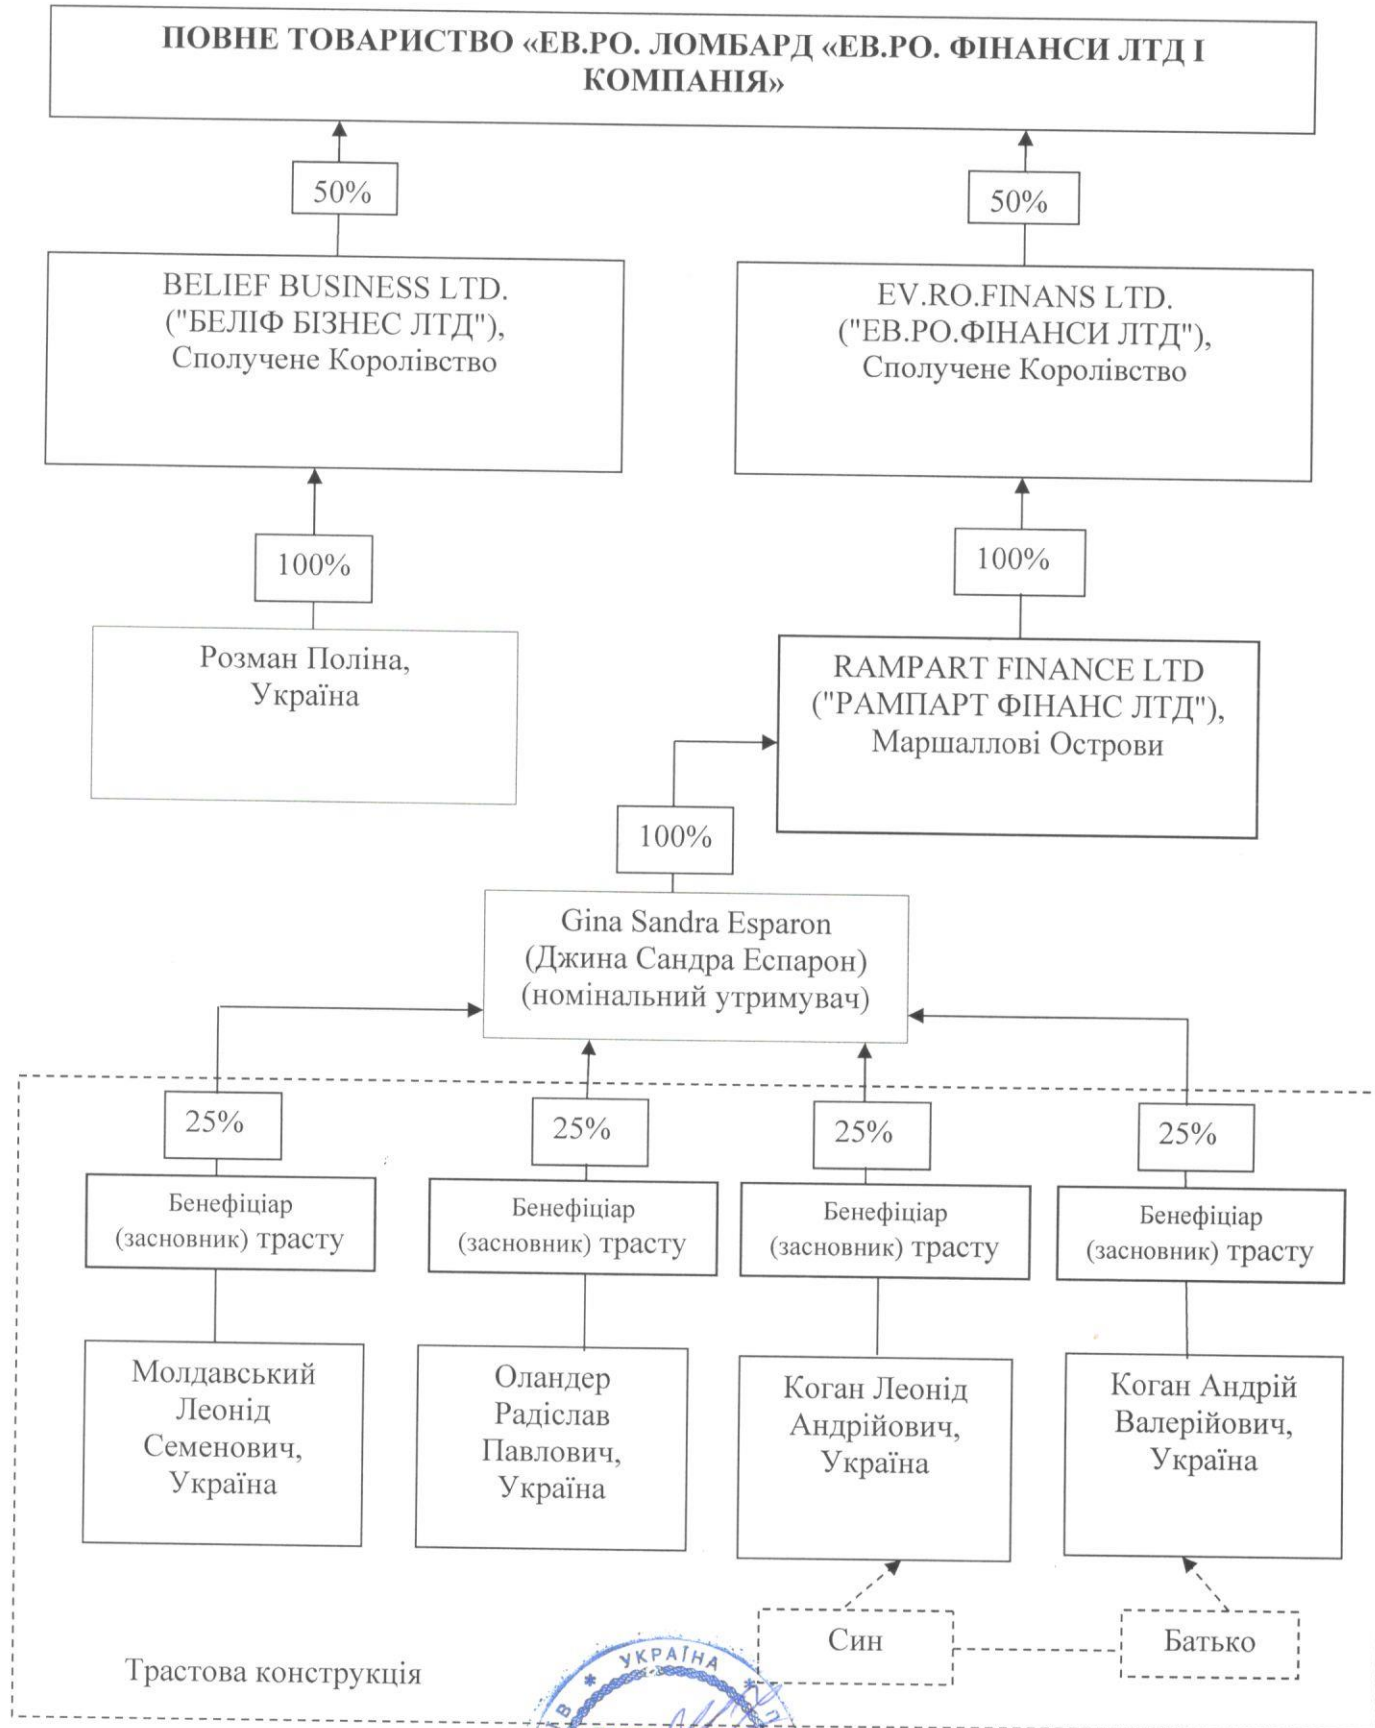 ПОВНЕ ТОВАРИСТВО «ЕВ.РО. ЛОМБАРД «ЕВ.РО. ФІНАНСИ ЛТД І
КОМПАНІЯ»
50%
50%
BELIEF BUSINESS LTD.
("БЕЛІФ БІЗНЕС ЛТД"),
Сполучене Королівство
EV.RO.FINANS LTD.
("ЕВ.РО.ФІНАНСИ ЛТД"),
Сполучене Королівство
100%
100%
Розман Поліна,
Україна
RAMPART FINANCE LTD
("РАМПАРТ ФІНАНС ЛТД"),
Маршаллові Острови
100%
Gina Sandra Esparon
(Джина Сандра Еспарон)
(номінальний утримувач)
25%
25%
25%
25%
Бенефіціар
(засновник) трасту
Бенефіціар
(засновник) трасту
Бенефіціар
(засновник) трасту
Бенефіціар
(засновник) трасту
Молдавський
Леонід
Семенович,
Україна
Оландер
Радіслав
Павлович,
Україна
Коган Леонід
Андрійович,
Україна
Коган Андрій
Валерійович,
Україна
Син
Батько
Трастова конструкція
УКРАЇНА